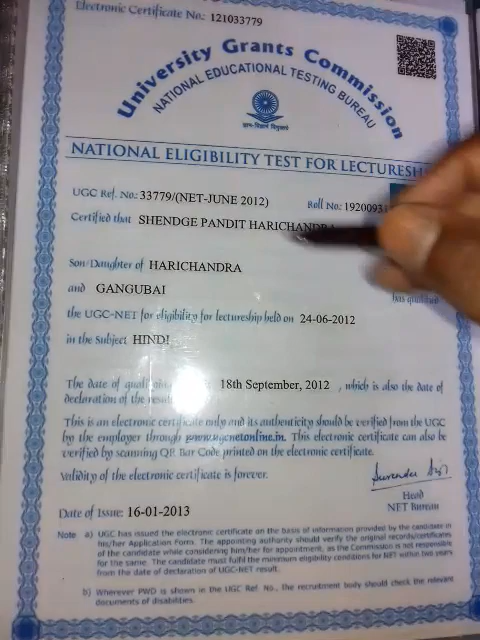 Electronic Certificate No.: 121033779
University Grants Commission
NATIONAL EDUCATIONAL TESTING BUREAU
ज्ञान-विज्ञान विमुक्तये
NATIONAL ELIGIBILITY TEST FOR LECTURESH
UGC Ref. No.: 33779/(NET-JUNE 2012) Roll No.: 1920093
Certified that SHENDGE PANDIT HARICHANDRA
Son/Daughter of HARICHANDRA
and GANGUBAI has qualified
the UGC-NET for eligibility for lectureship held on 24-06-2012
in the Subject HINDI
The date of 18th September, 2012 , which is also the date of
declaration of the result
This is an electronic certificate only and its authenticity should be verified from the UGC
by the employer through www.ugcnetonline.in. This electronic certificate can also be
verified by scanning QR Bar Code printed on the electronic certificate.
Validity of the electronic certificate is forever.
Head
NET Bureau
Date of Issue: 16-01-2013
Note a) UGC has issued the electronic certificate on the basis of information provided by the candidate in
his/her Application Form. The appointing authority should verify the original records/certificates
of the candidate while considering him/her for appointment, as the Commission is not responsible
for the same. The candidate must fulfil the minimum eligibility conditions for NET within two years
from the date of declaration of UGC-NET result.
b) Wherever PWD is shown in the UGC Ref. No., the recruitment body should check the relevant
documents of disabilities.